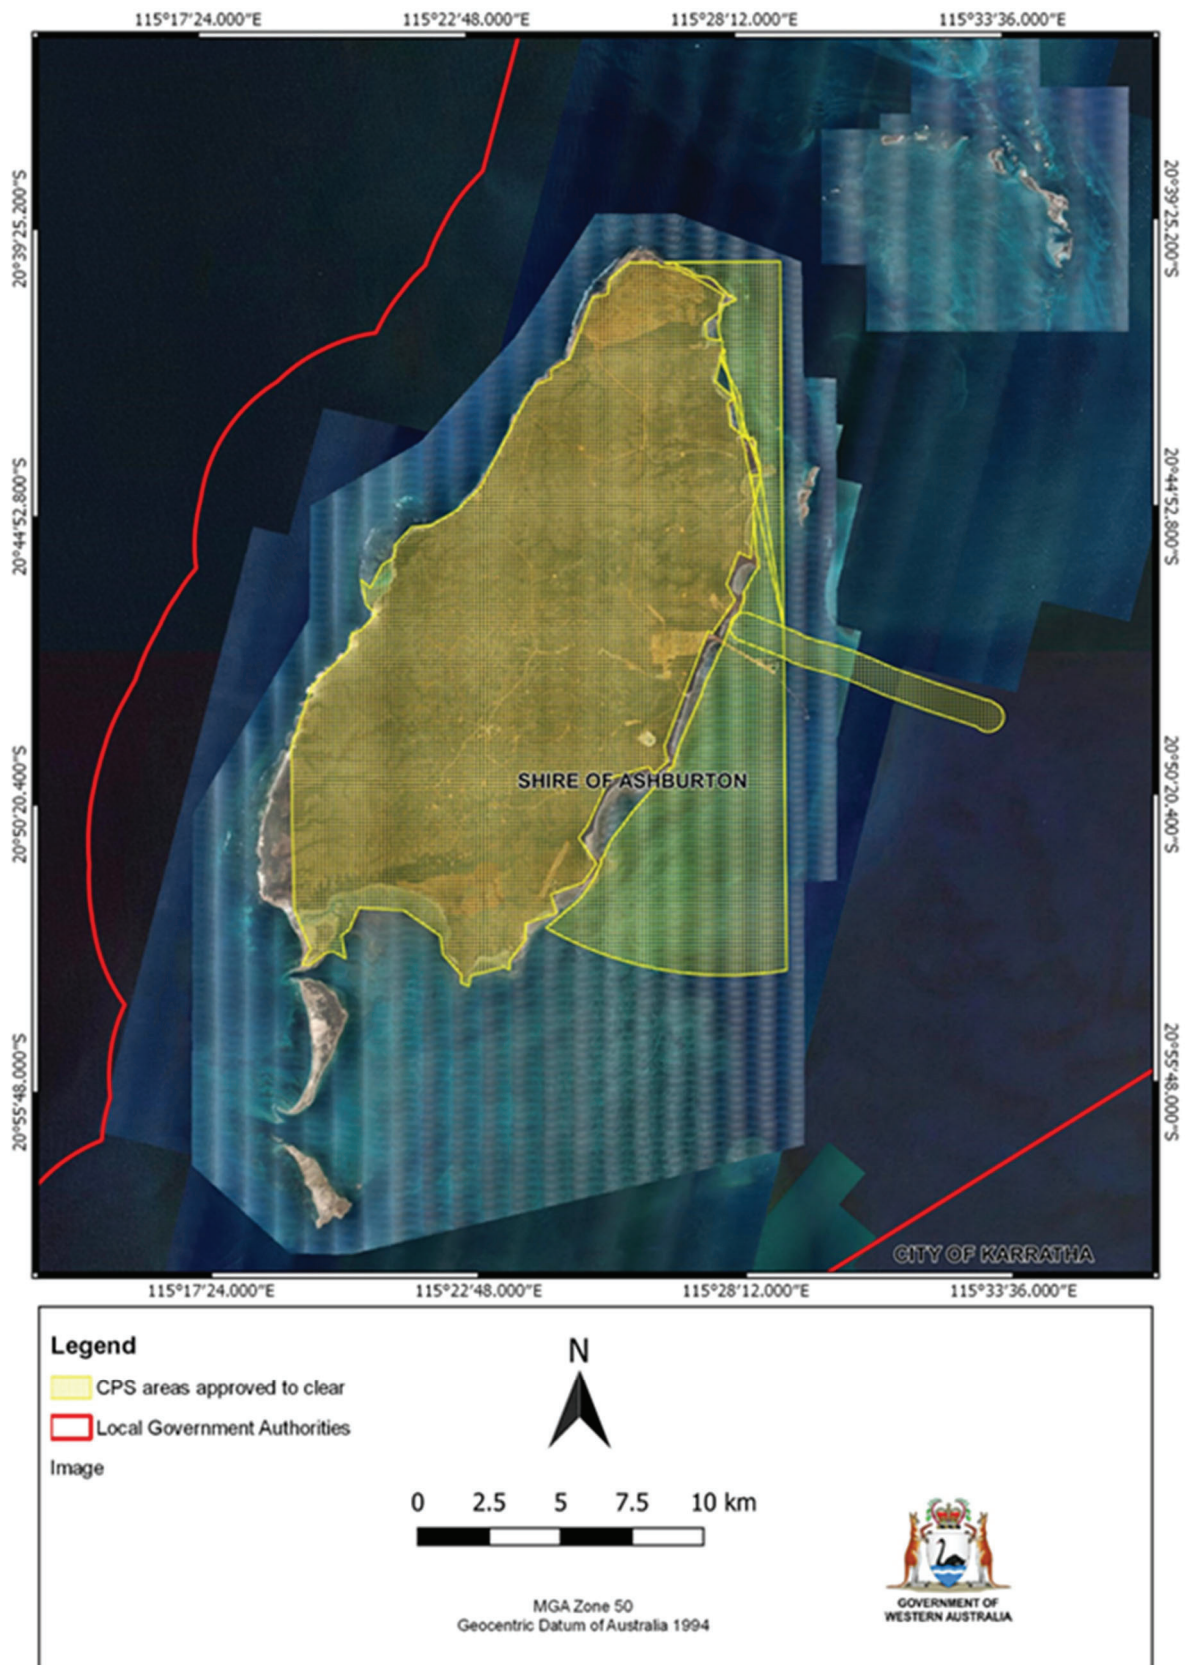 115°17'24.000"E 115°22'48.000"E 115°28'12.000"E 115°33'36.000"E
20°39'25.200"S
20°39'25.200"S
20°44'52.800"S
20°44'52.800"S
SHIRE OF ASHBURTON
20°50'20.400"S
20°50'20.400"S
20°55'48.000"S
20°55'48.000"S
CITY OF KARRATHA
115°17'24.000"E 115°22'48.000"E 115°28'12.000"E 115°33'36.000"E
Legend
CPS areas approved to clear
Local Government Authorities
Image
N
0 2.5 5 7.5 10 km
MGA Zone 50
Geocentric Datum of Australia 1994
GOVERNMENT OF
WESTERN AUSTRALIA